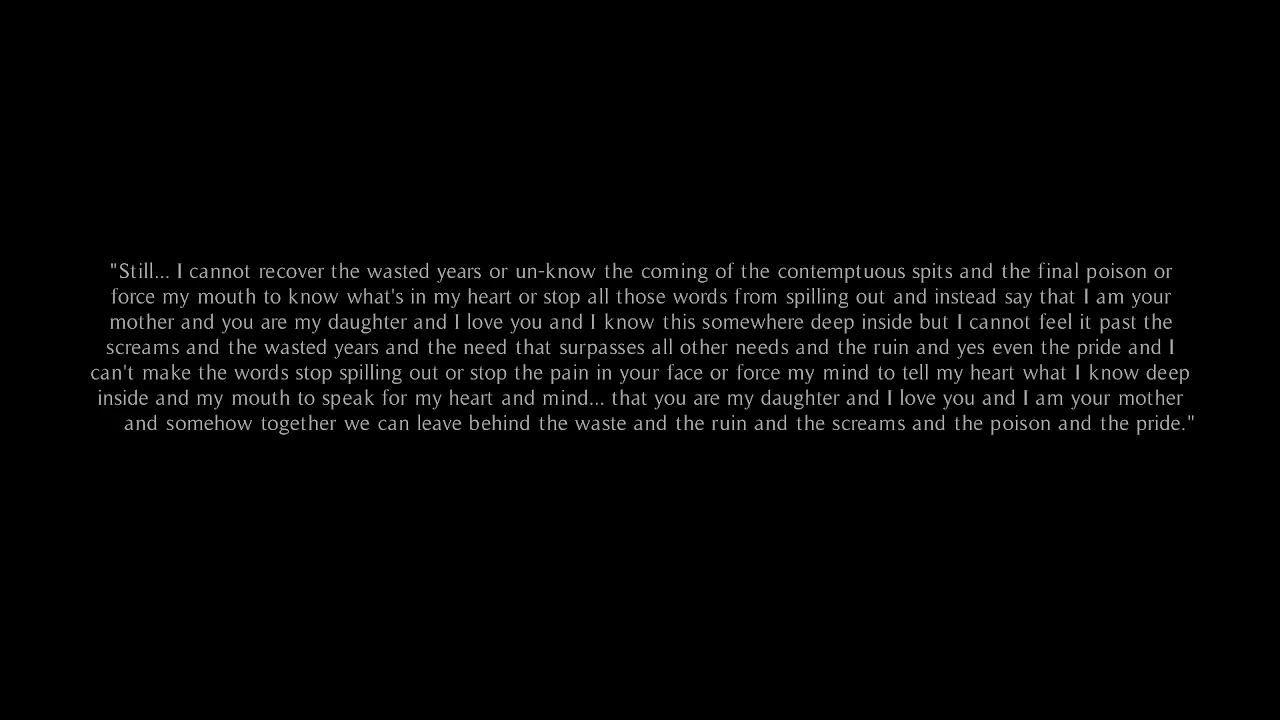 "Still... I cannot recover the wasted years or un-know the coming of the contemptuous spits and the final poison or
force my mouth to know what's in my heart or stop all those words from spilling out and instead say that I am your
mother and you are my daughter and I love you and I know this somewhere deep inside but I cannot feel it past the
screams and the wasted years and the need that surpasses all other needs and the ruin and yes even the pride and I
can't make the words stop spilling out or stop the pain in your face or force my mind to tell my heart what I know deep
inside and my mouth to speak for my heart and mind... that you are my daughter and I love you and I am your mother
and somehow together we can leave behind the waste and the ruin and the screams and the poison and the pride."